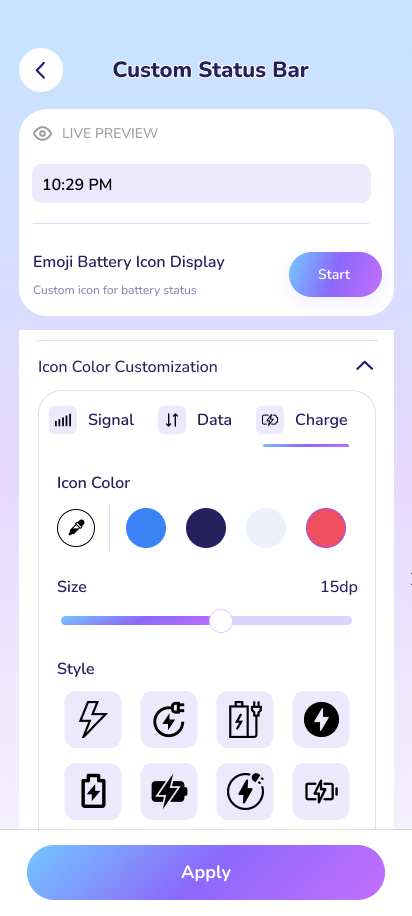 Custom Status Bar
LIVE PREVIEW
10:29 PM
Emoji Battery Icon Display
Custom icon for battery status
Start
Icon Color Customization
Signal
Data
Charge
Icon Color
Size
15dp
Style
Apply